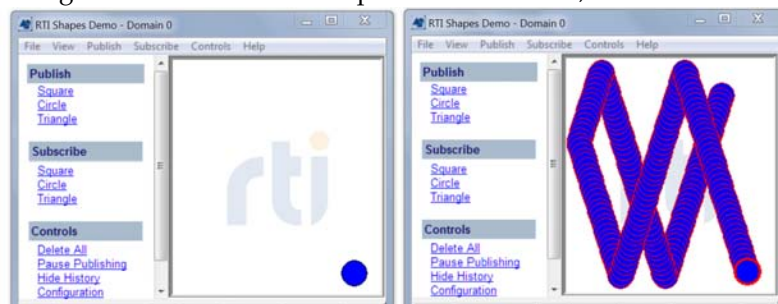 RTI Shapes Demo - Domain 0
File View Publish Subscribe Controls Help
Publish
Square
Circle
Triangle
Subscribe
Square
Circle
Triangle
Controls
Delete All
Pause Publishing
Hide History
Configuration
rti
RTI Shapes Demo - Domain 0
File View Publish Subscribe Controls Help
Publish
Square
Circle
Triangle
Subscribe
Square
Circle
Triangle
Controls
Delete All
Pause Publishing
Hide History
Configuration